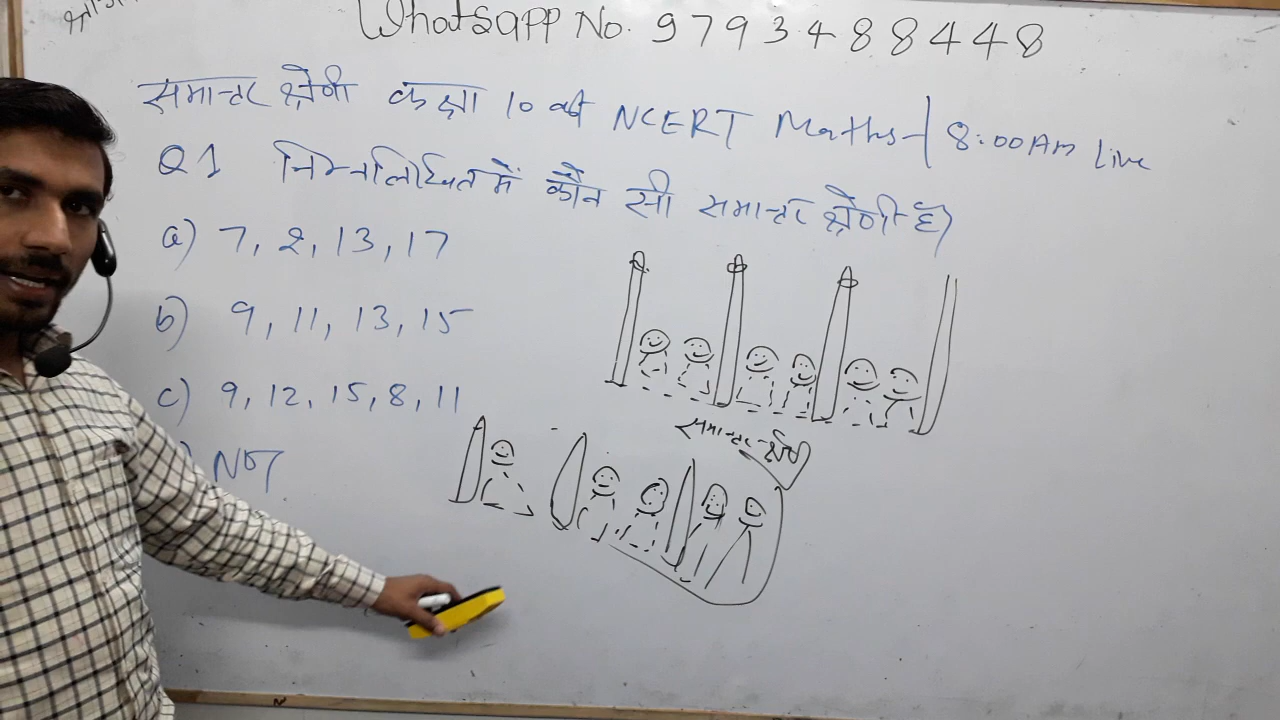 Whatsapp No. 9793488448
समान्तर श्रेणी कक्षा 10 की NCERT Maths- | 8:00AM Live
Q1 निम्नलिखित में कौन सी समान्तर श्रेणी है)
a) 7, 2, 13, 17
b) 9, 11, 13, 15
c) 9, 12, 15, 8, 11
समान्तर श्रेणी